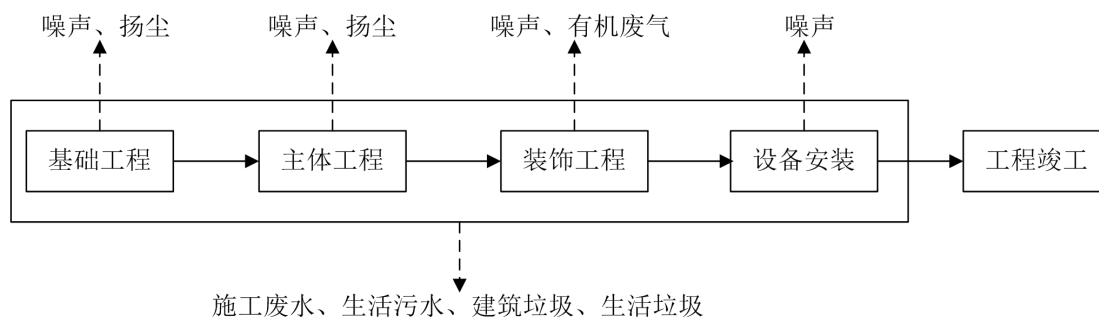 噪声、扬尘
噪声、扬尘
噪声、有机废气
噪声
基础工程
主体工程
装饰工程
设备安装
工程竣工
施工废水、生活污水、建筑垃圾、生活垃圾